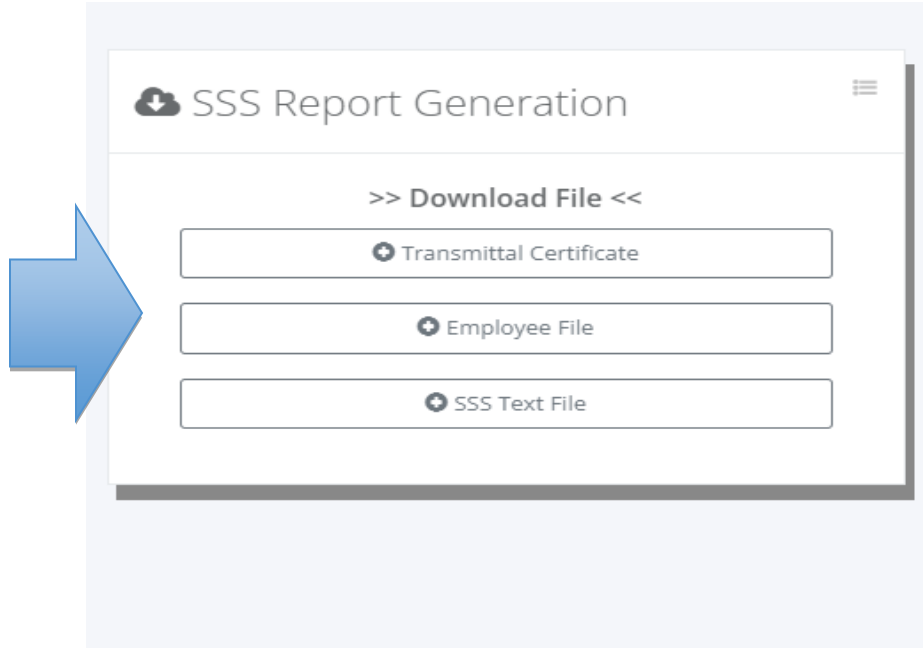 SSS Report Generation
>> Download File <<
Transmittal Certificate
Employee File
SSS Text File